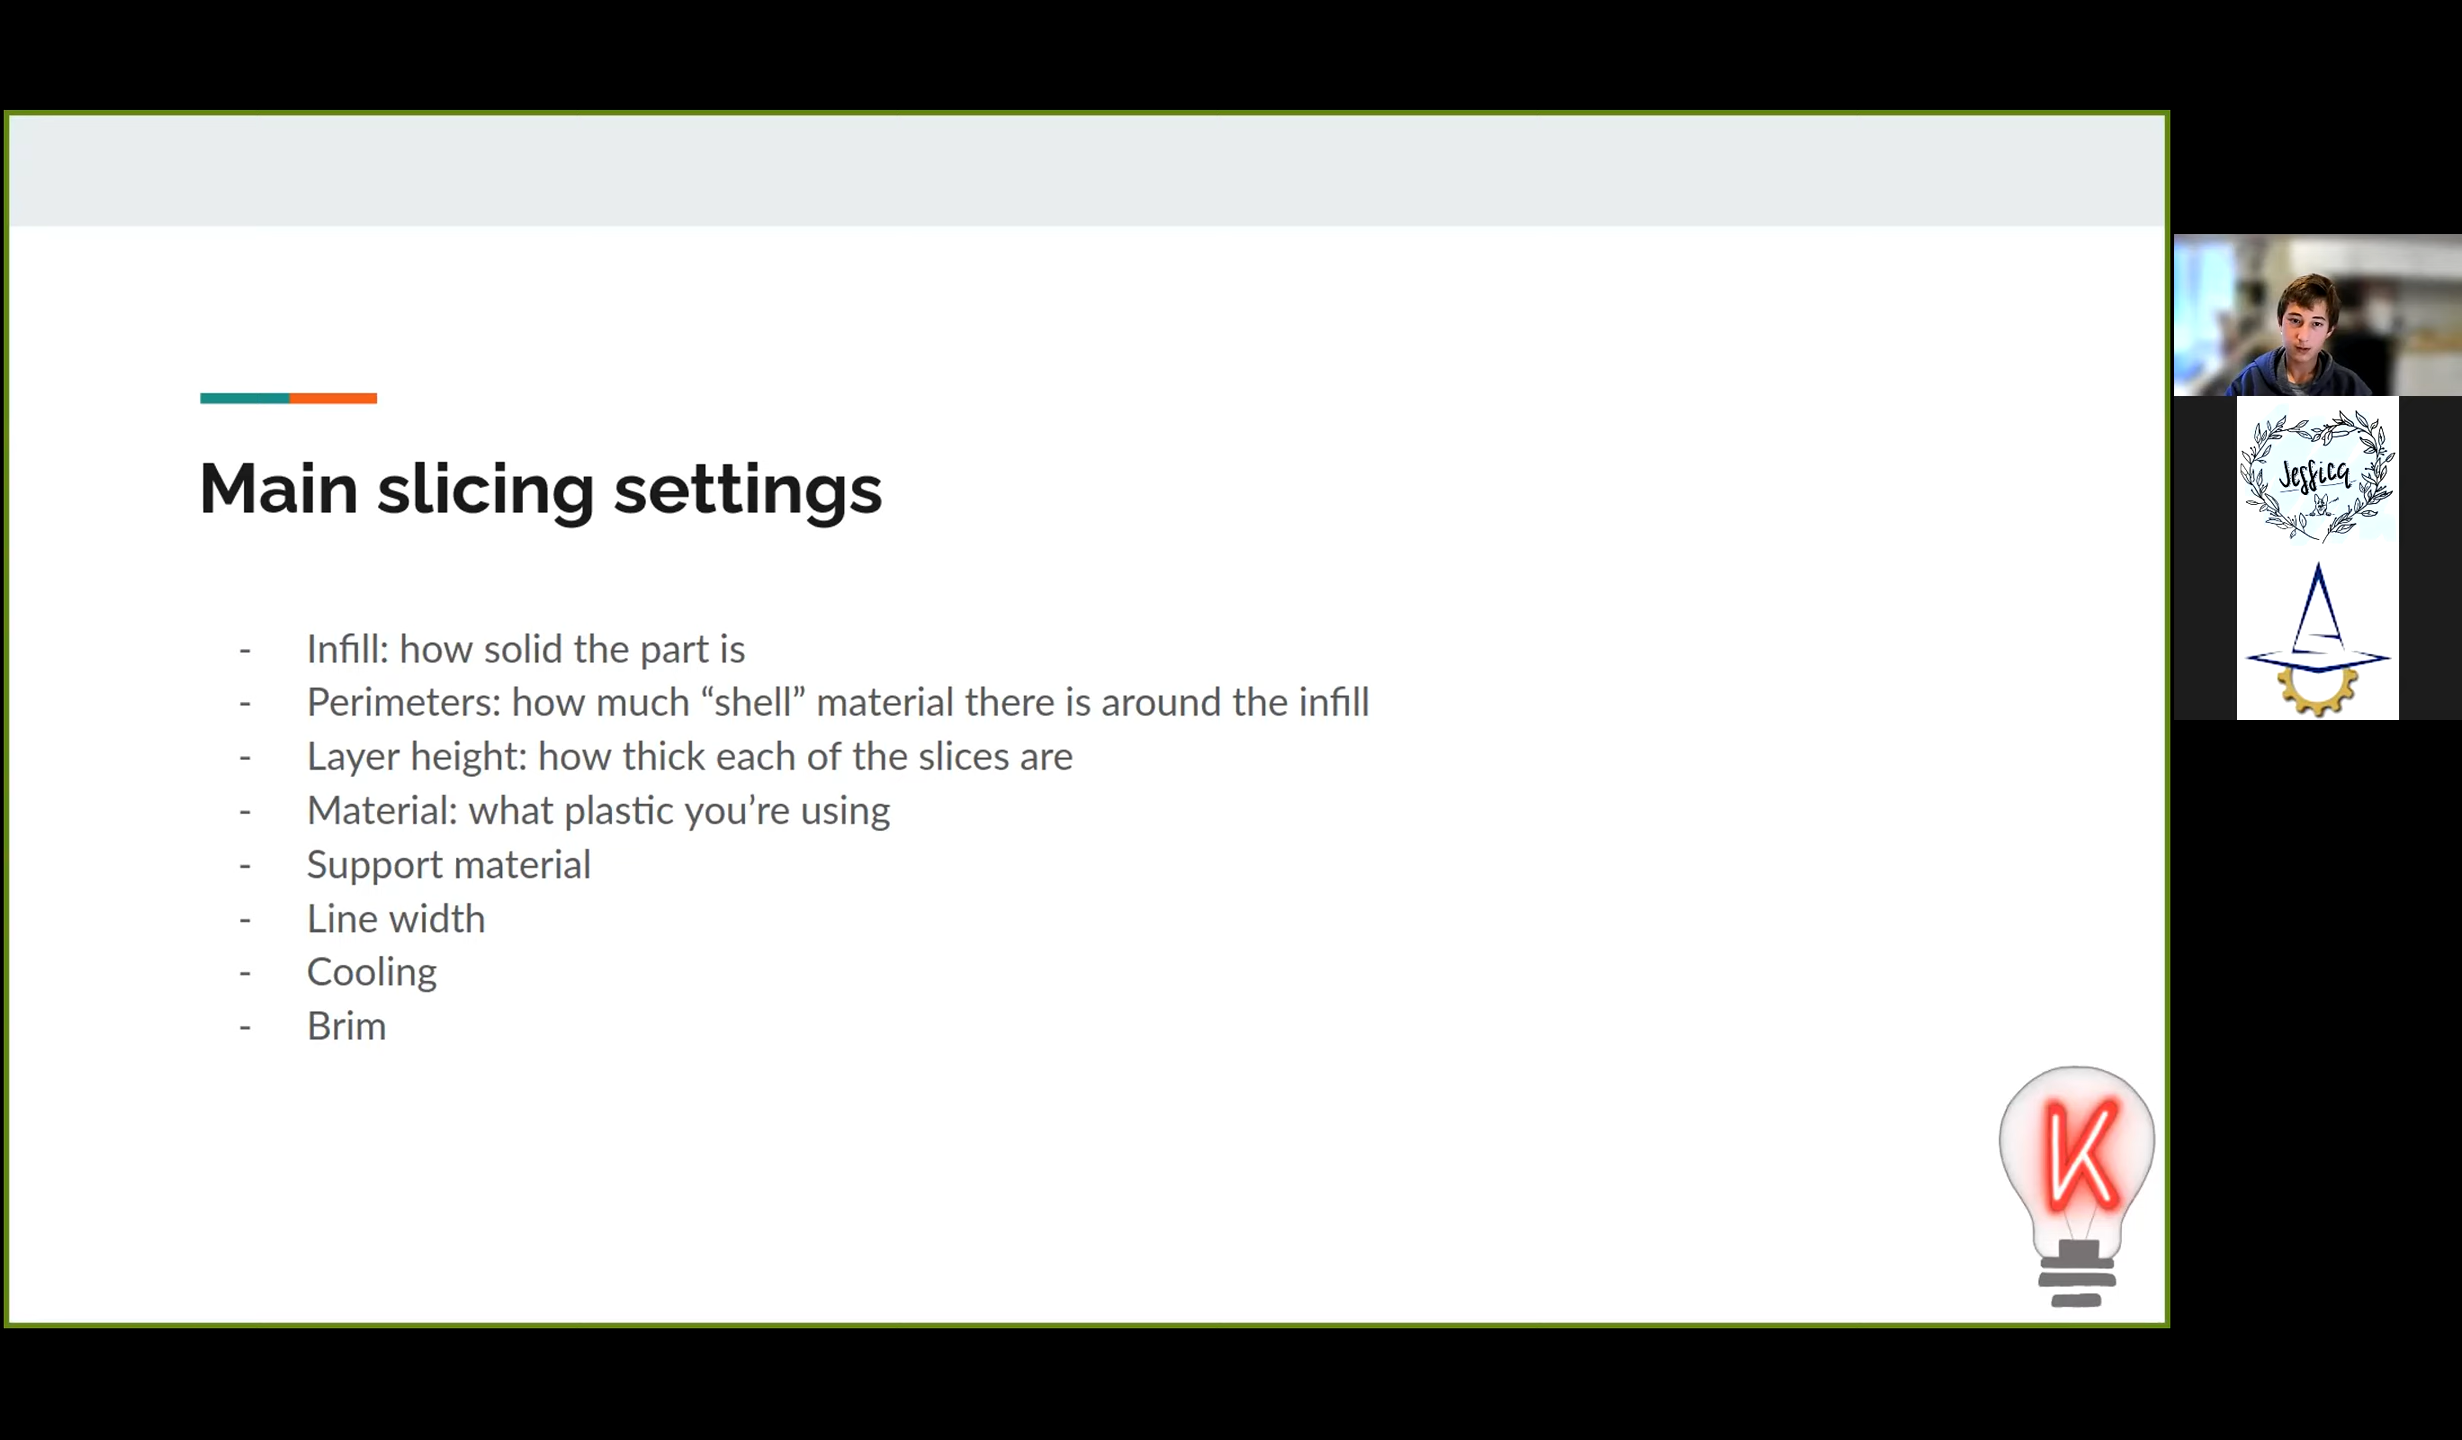 Main slicing settings
- Infill: how solid the part is
- Perimeters: how much “shell” material there is around the infill
- Layer height: how thick each of the slices are
- Material: what plastic you’re using
- Support material
- Line width
- Cooling
- Brim
K
Jessica